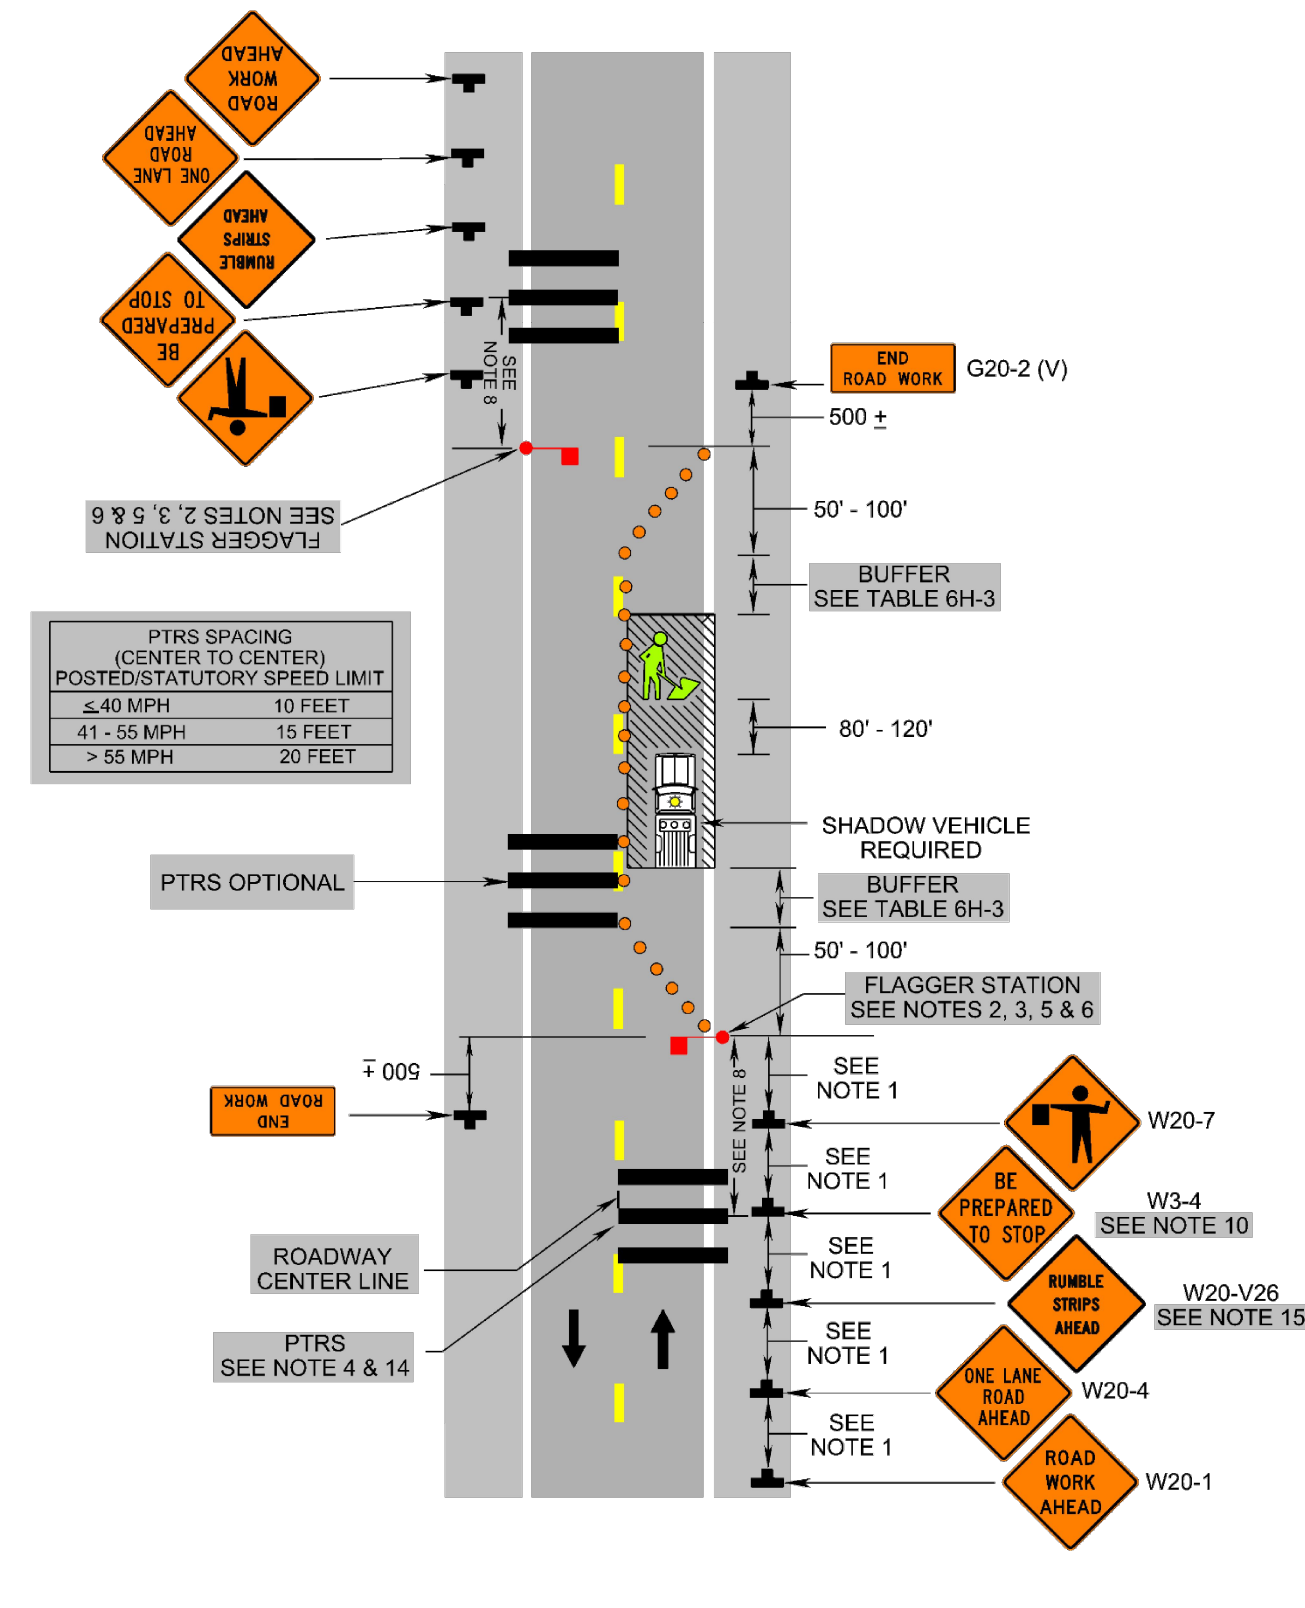 ROAD
WORK
AHEAD
ONE LANE
ROAD
AHEAD
RUMBLE
STRIPS
AHEAD
BE
PREPARED
TO STOP
SEE
NOTE 8
END
ROAD WORK
G20-2 (V)
500 ±
50' - 100'
FLAGGER STATION
SEE NOTES 2, 3, 5 & 6
BUFFER
SEE TABLE 6H-3
PTRS SPACING
(CENTER TO CENTER)
POSTED/STATUTORY SPEED LIMIT
≤ 40 MPH 10 FEET
41 - 55 MPH 15 FEET
> 55 MPH 20 FEET
80' - 120'
SHADOW VEHICLE
REQUIRED
PTRS OPTIONAL
BUFFER
SEE TABLE 6H-3
50' - 100'
FLAGGER STATION
SEE NOTES 2, 3, 5 & 6
500 ±
END
ROAD WORK
SEE NOTE 8
SEE
NOTE 1
W20-7
SEE
NOTE 1
BE
PREPARED
TO STOP
W3-4
SEE NOTE 10
ROADWAY
CENTER LINE
SEE
NOTE 1
RUMBLE
STRIPS
AHEAD
W20-V26
SEE NOTE 15
PTRS
SEE NOTE 4 & 14
SEE
NOTE 1
ONE LANE
ROAD
AHEAD
W20-4
SEE
NOTE 1
ROAD
WORK
AHEAD
W20-1